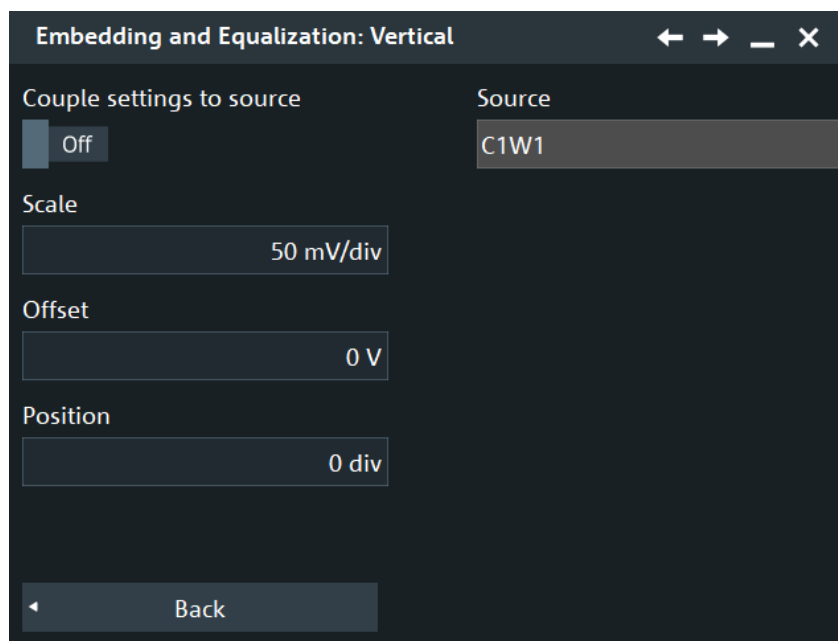 Embedding and Equalization: Vertical
Couple settings to source
Off
Source
C1W1
Scale
50 mV/div
Offset
0 V
Position
0 div
Back